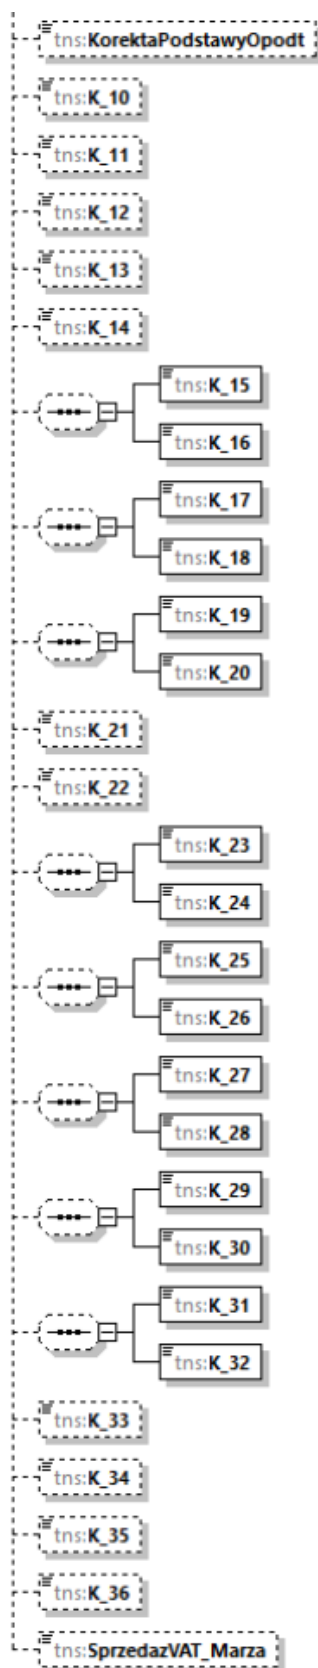 tns:KorektaPodstawyOpodt
tns:K_10
tns:K_11
tns:K_12
tns:K_13
tns:K_14
tns:K_15
tns:K_16
tns:K_17
tns:K_18
tns:K_19
tns:K_20
tns:K_21
tns:K_22
tns:K_23
tns:K_24
tns:K_25
tns:K_26
tns:K_27
tns:K_28
tns:K_29
tns:K_30
tns:K_31
tns:K_32
tns:K_33
tns:K_34
tns:K_35
tns:K_36
tns:SprzedazVAT_Marza